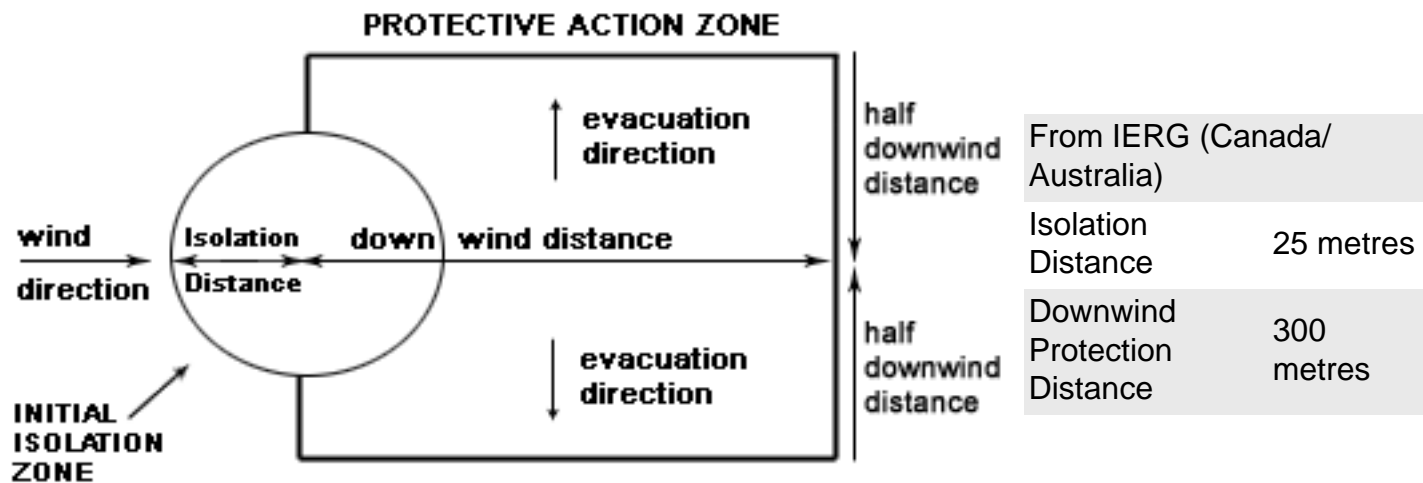 PROTECTIVE ACTION ZONE
evacuation
direction
half
downwind
distance
wind
direction
Isolation
Distance
down wind distance
evacuation
direction
half
downwind
distance
INITIAL
ISOLATION
ZONE
From IERG (Canada/
Australia)
Isolation
Distance
25 metres
Downwind
Protection
Distance
300
metres